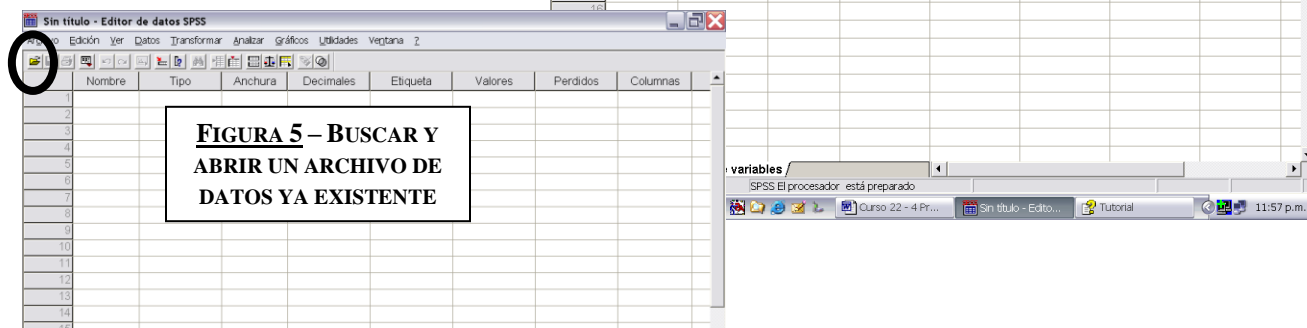 16
Sin título - Editor de datos SPSS
Archivo Edición Ver Datos Transformar Analizar Gráficos Utilidades Ventana ?
Nombre Tipo Anchura Decimales Etiqueta Valores Perdidos Columnas
1
2
3
4
5
6
7
8
9
10
11
12
13
14
15
FIGURA 5 – BUSCAR Y
ABRIR UN ARCHIVO DE
DATOS YA EXISTENTE
variables
SPSS El procesador está preparado
Curso 22 - 4 Pr... Sin título - Edito... Tutorial 11:57 p.m.